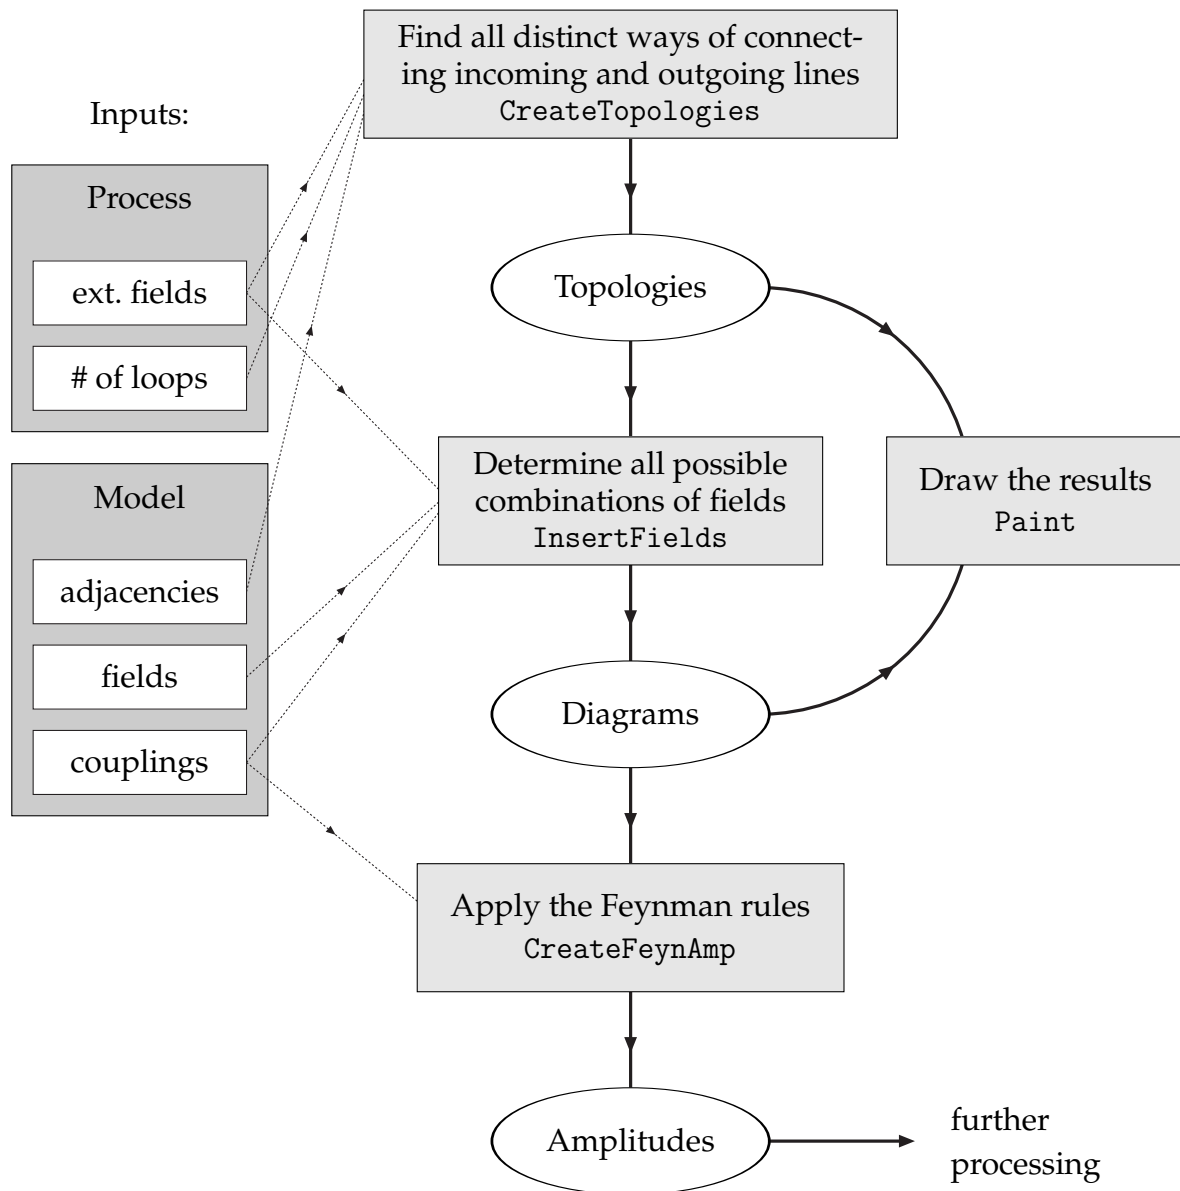 Find all distinct ways of connect-
ing incoming and outgoing lines
CreateTopologies
Inputs:
Process
ext. fields
# of loops
Topologies
Model
adjacencies
fields
couplings
Determine all possible
combinations of fields
InsertFields
Draw the results
Paint
Diagrams
Apply the Feynman rules
CreateFeynAmp
Amplitudes
further
processing